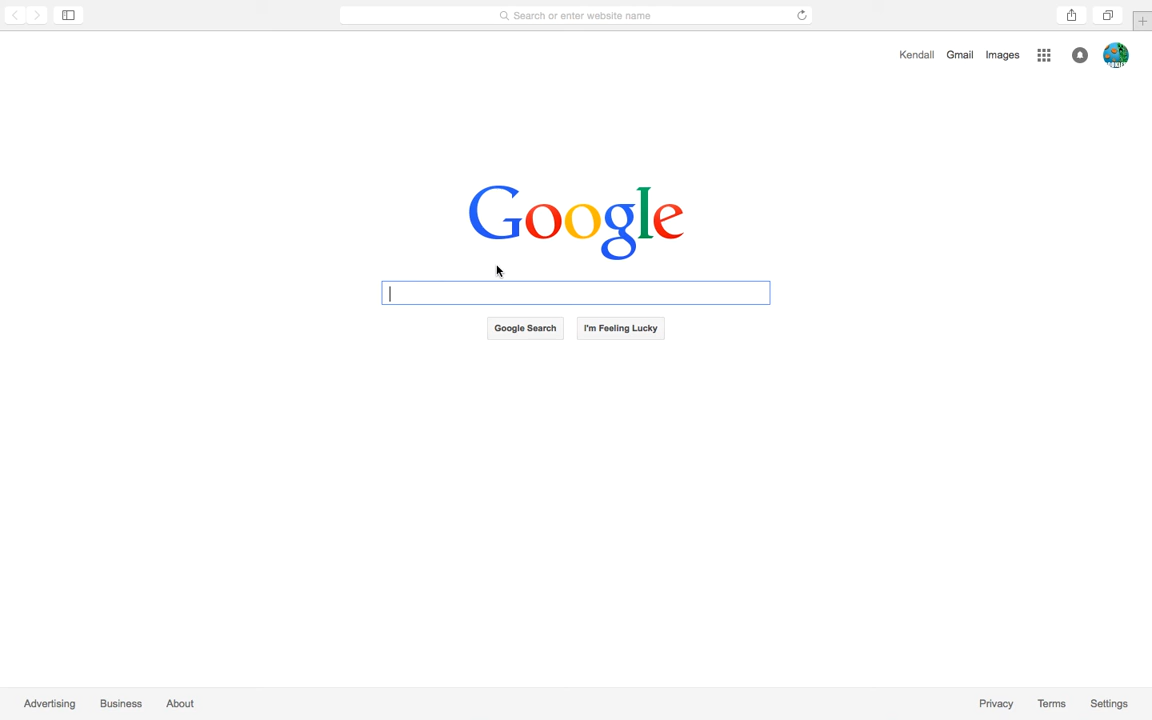 Search or enter website name
Kendall Gmail Images
Google
Google Search I'm Feeling Lucky
Advertising Business About Privacy Terms Settings